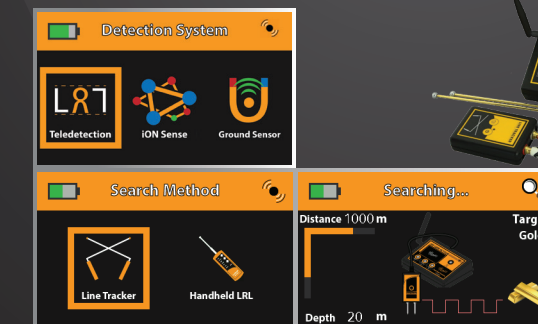 Detection System
Teledetection
iON Sense
Ground Sensor
Search Method
Line Tracker
Handheld LRL
Searching...
Distance 1000 m
Depth 20 m